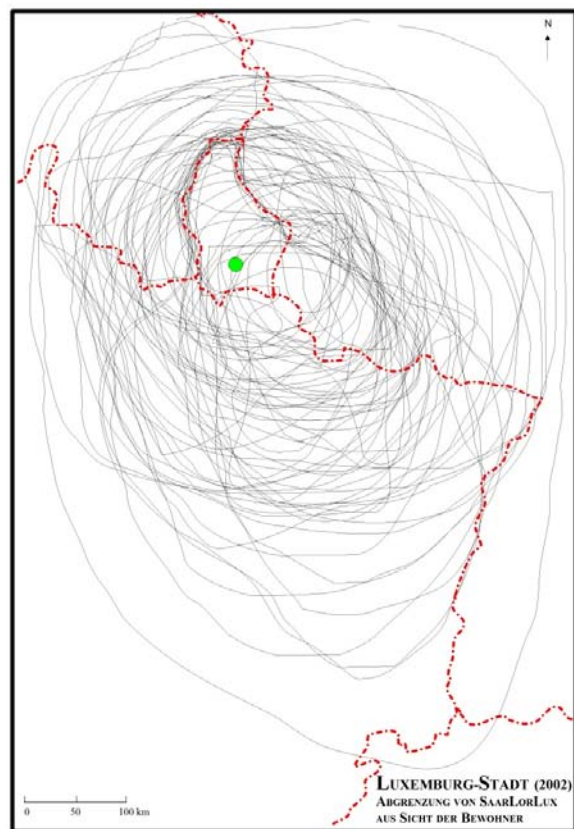 N
LUXEMBURG-STADT (2002)
ABGRENZUNG VON SAARLORLUX
AUS SICHT DER BEWOHNER
0 50 100 km